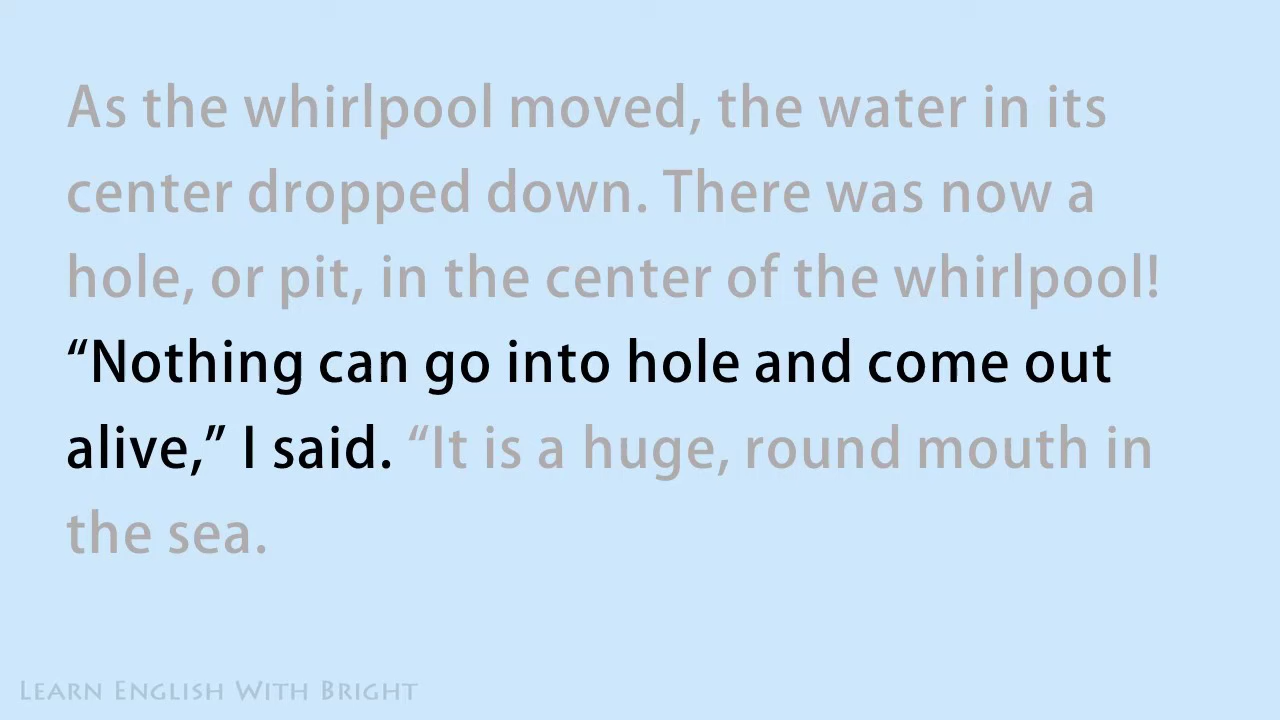 As the whirlpool moved, the water in its
center dropped down. There was now a
hole, or pit, in the center of the whirlpool!
“Nothing can go into hole and come out
alive,” I said. “It is a huge, round mouth in
the sea.
Learn English With Bright